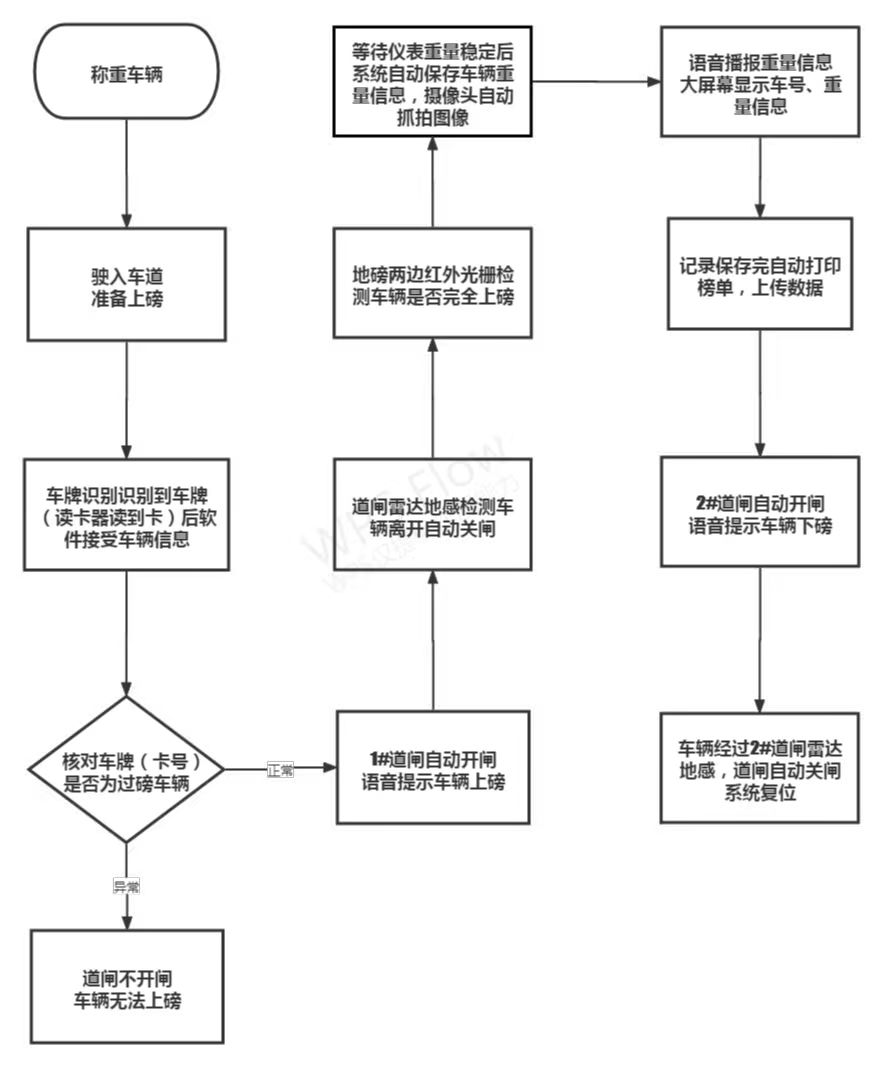 称重车辆
驶入车道
准备上磅
车牌识别识别到车牌
（读卡器读到卡）后软
件接受车辆信息
核对车牌（卡号）
是否为过磅车辆
正常
异常
道闸不开闸
车辆无法上磅
1#道闸自动开闸
语音提示车辆上磅
道闸雷达地感检测车
辆离开自动关闸
地磅两边红外光栅检
测车辆是否完全上磅
等待仪表重量稳定后
系统自动保存车辆重
量信息，摄像头自动
抓拍图像
语音播报重量信息
大屏幕显示车号、重
量信息
记录保存完自动打印
榜单，上传数据
2#道闸自动开闸
语音提示车辆下磅
车辆经过2#道闸雷达
地感，道闸自动关闸
系统复位
WPS Flow